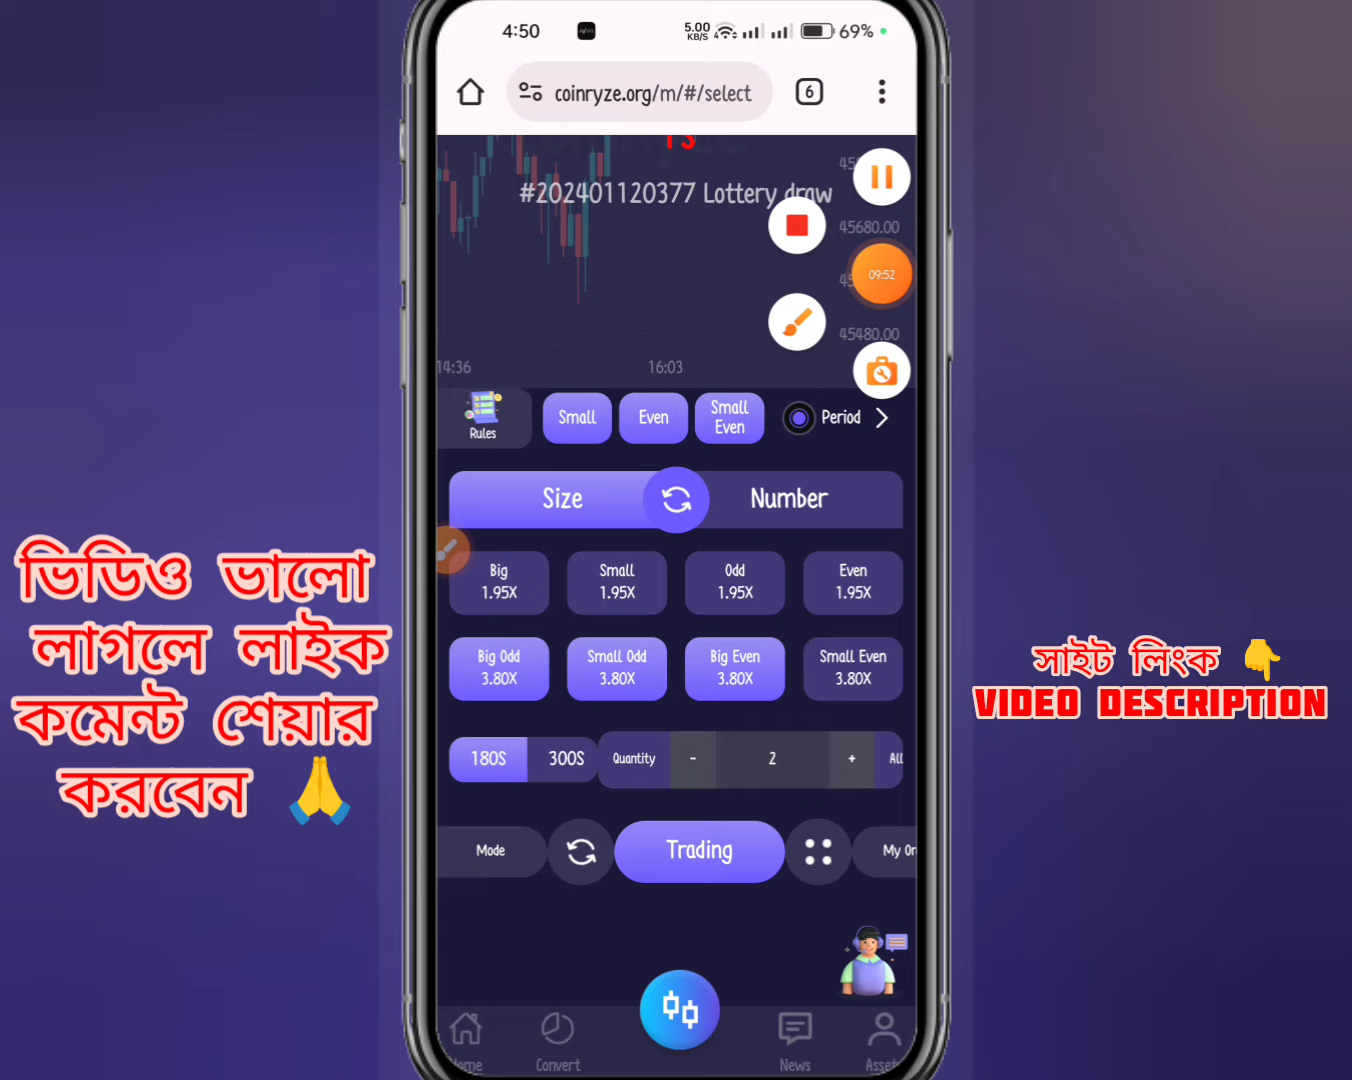 4:50
5.00
KB/S
69%
coinryze.org/m/#/select
6
#202401120377 Lottery draw
45680.00
09:52
45480.00
14:36
16:03
Rules
Small
Even
Small
Even
Period
Size
Number
Big
1.95X
Small
1.95X
Odd
1.95X
Even
1.95X
Big Odd
3.80X
Small Odd
3.80X
Big Even
3.80X
Small Even
3.80X
180S
300S
Quantity
-
2
+
All
Mode
Trading
My Or
Convert
News
ভিডিও ভালো
লাগলে লাইক
কমেন্ট শেয়ার
করবেন 🙏
সাইট লিংক 👇
VIDEO DESCRIPTION